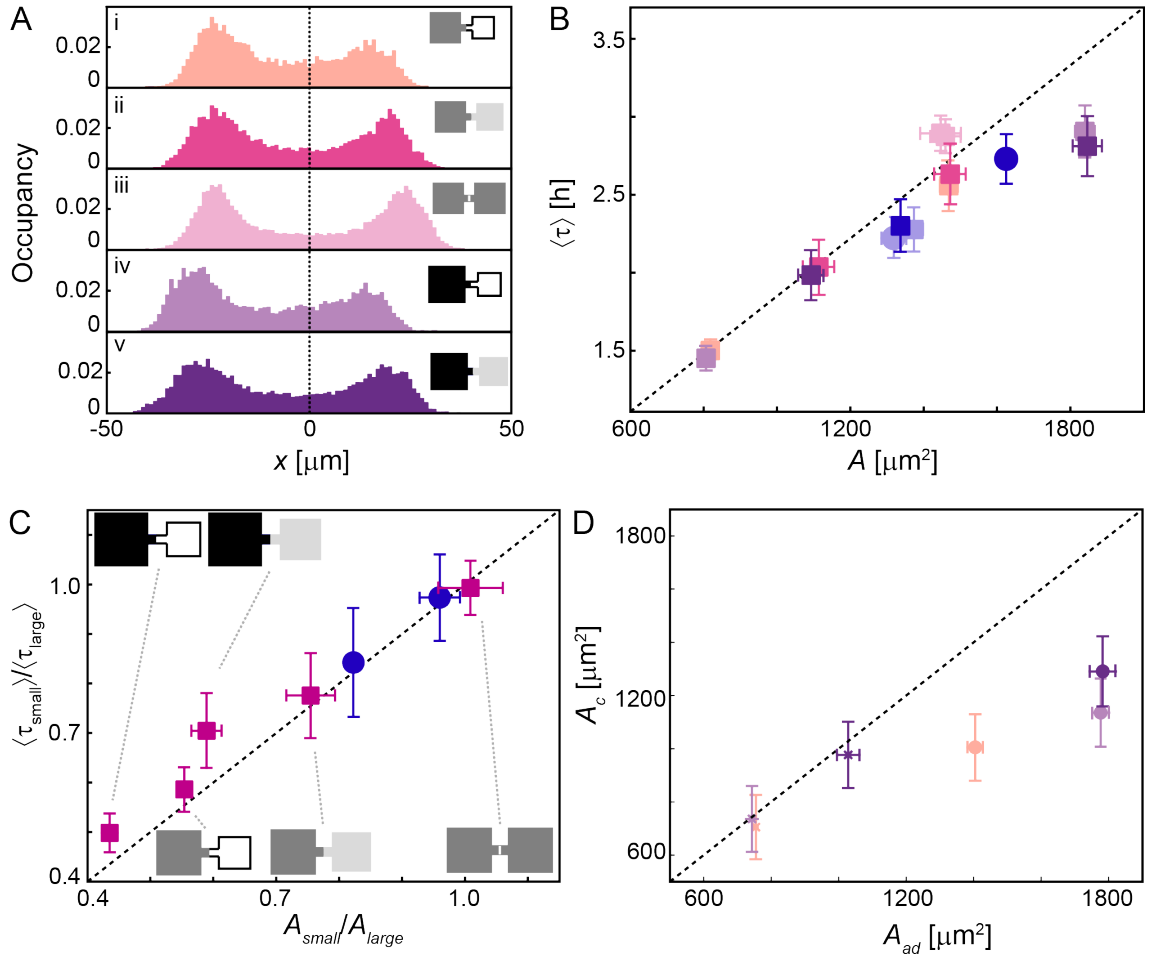 A
Occupancy
i
0.02
0
ii
0.02
0
iii
0.02
0
iv
0.02
0
v
0.02
0
-50
0
50
x [μm]
B
⟨τ⟩ [h]
3.5
2.5
1.5
600
1200
1800
A [μm²]
C
⟨τsmall⟩/⟨τlarge⟩
1.0
0.7
0.4
0.4
0.7
1.0
Asmall/Alarge
D
Ac [μm²]
1800
1200
600
600
1200
1800
Aad [μm²]